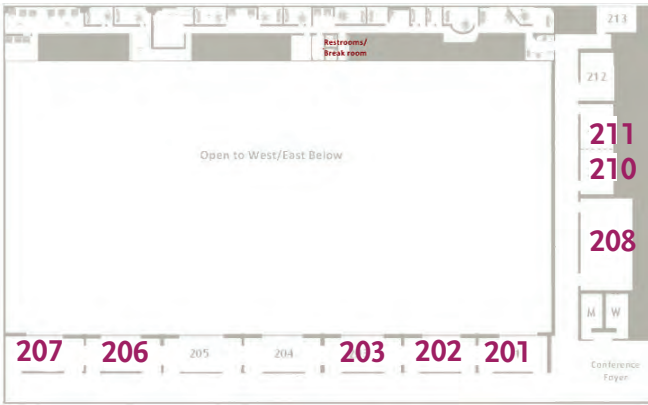 213
Restrooms/
Break room
212
211
Open to West/East Below
210
208
M W
207 206 205 204 203 202 201
Conference
Foyer